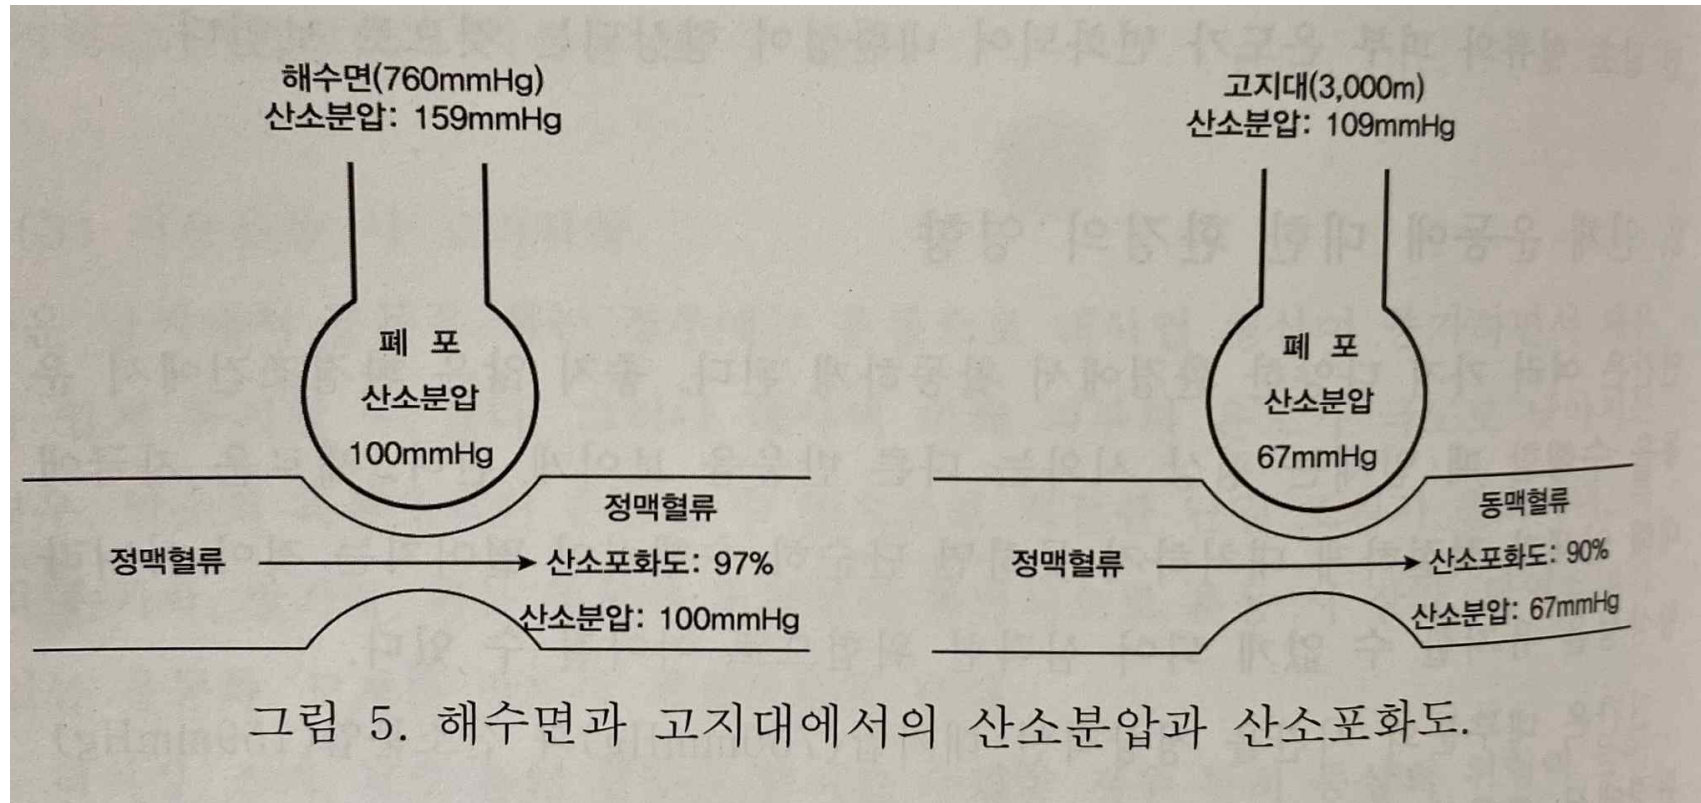 해수면(760mmHg)
산소분압: 159mmHg
폐 포
산소분압
100mmHg
정맥혈류
정맥혈류
산소포화도: 97%
산소분압: 100mmHg
고지대(3,000m)
산소분압: 109mmHg
폐 포
산소분압
67mmHg
정맥혈류
동맥혈류
산소포화도: 90%
산소분압: 67mmHg
그림 5. 해수면과 고지대에서의 산소분압과 산소포화도.